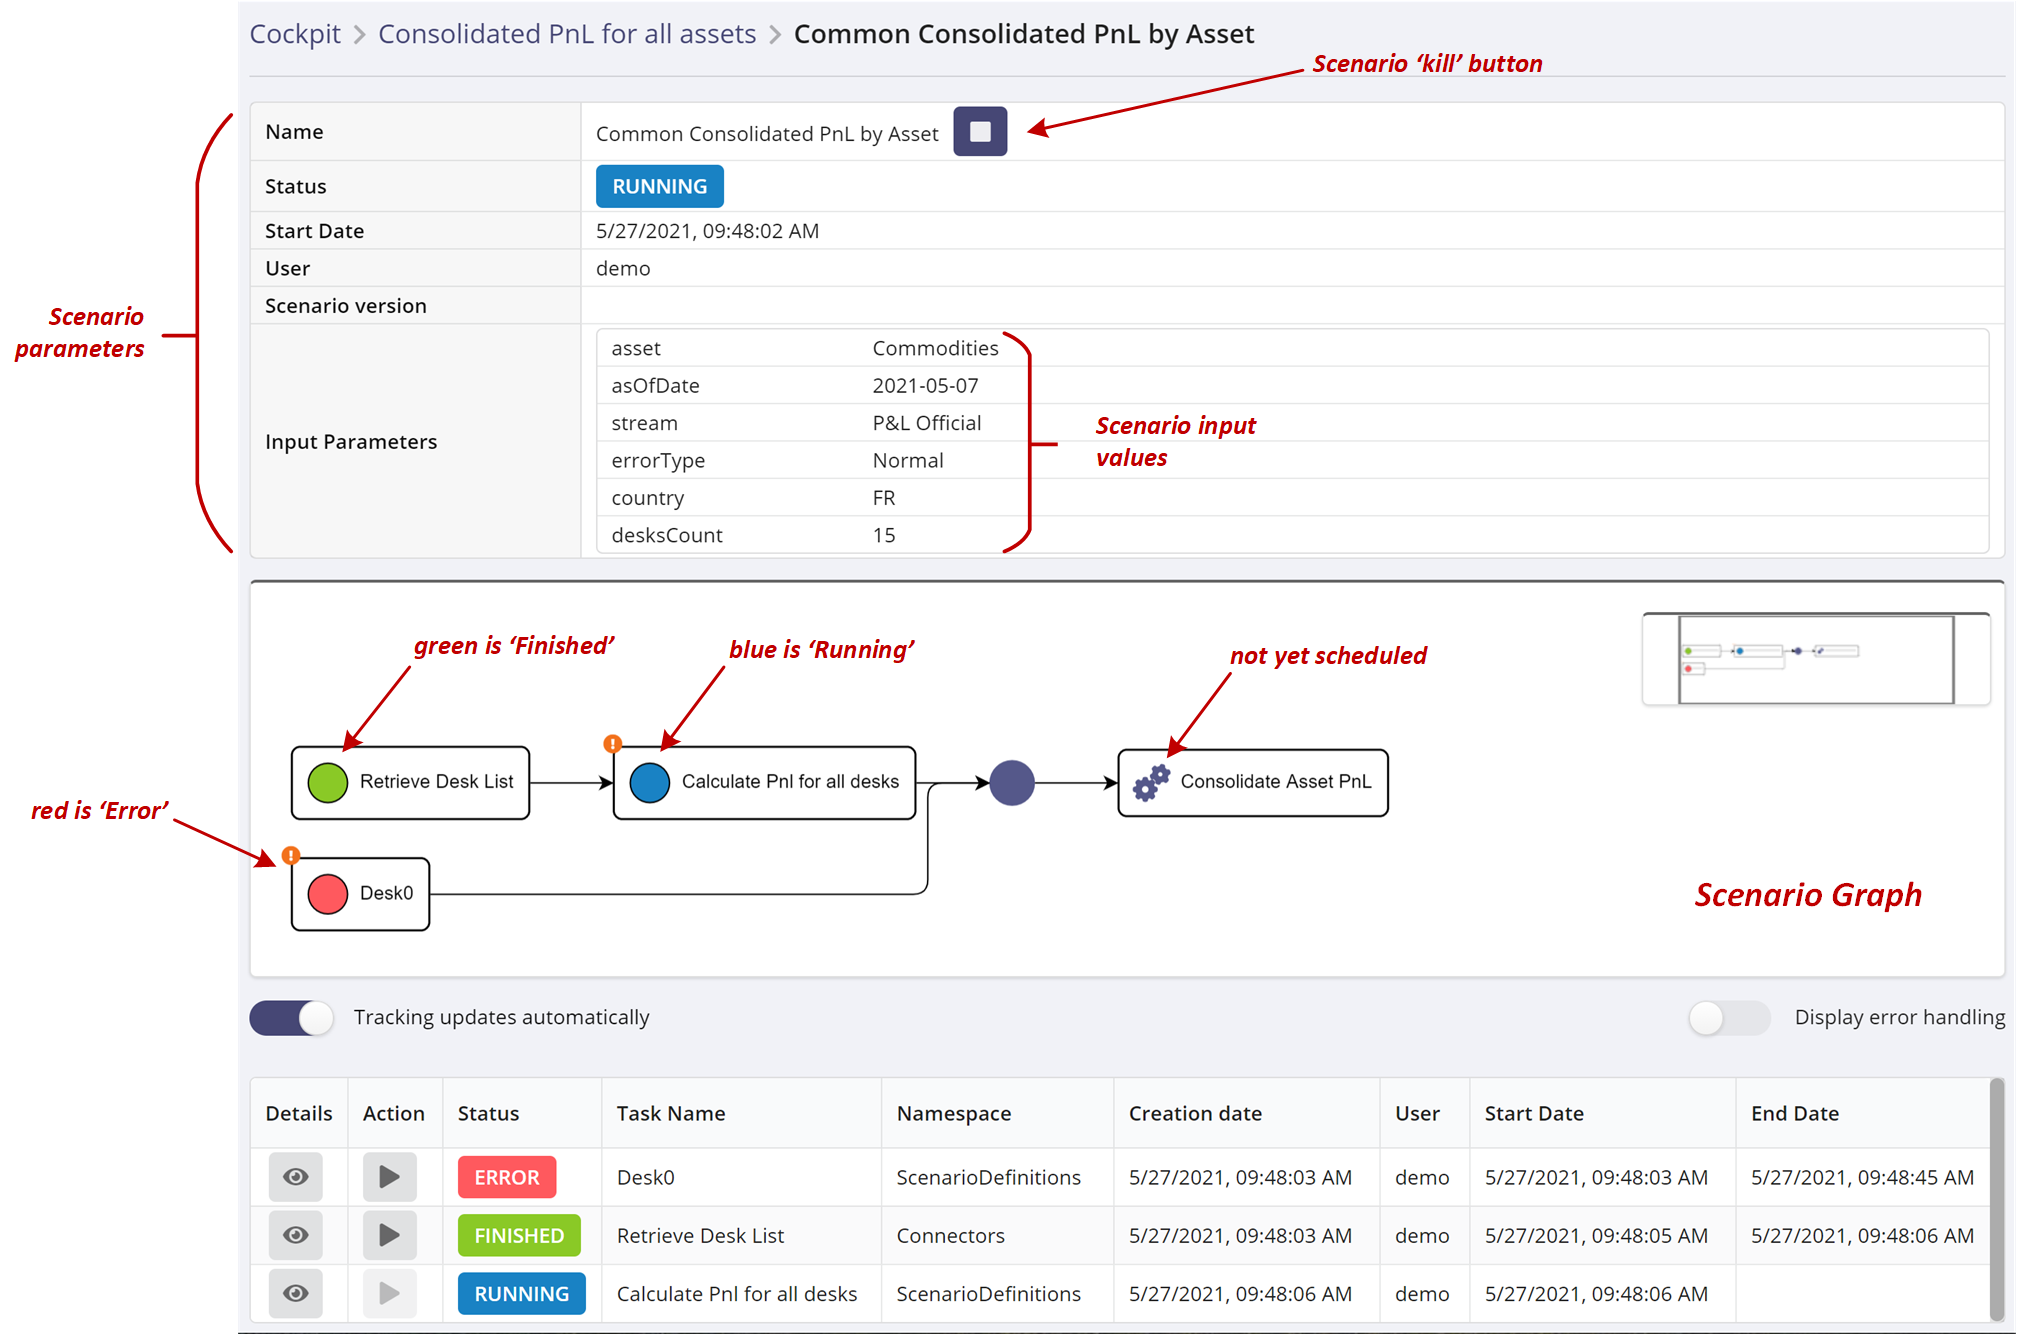 Cockpit > Consolidated PnL for all assets > Common Consolidated PnL by Asset
Scenario ‘kill’ button
Name Common Consolidated PnL by Asset
Status RUNNING
Start Date 5/27/2021, 09:48:02 AM
User demo
Scenario version
Scenario
parameters
Input Parameters
asset Commodities
asOfDate 2021-05-07
stream P&L Official
errorType Normal
country FR
desksCount 15
Scenario input
values
green is ‘Finished’
blue is ‘Running’
not yet scheduled
Retrieve Desk List
Calculate Pnl for all desks
Consolidate Asset PnL
red is ‘Error’
Desk0
Scenario Graph
Tracking updates automatically
Display error handling
Details Action Status Task Name Namespace Creation date User Start Date End Date
ERROR Desk0 ScenarioDefinitions 5/27/2021, 09:48:03 AM demo 5/27/2021, 09:48:03 AM 5/27/2021, 09:48:45 AM
FINISHED Retrieve Desk List Connectors 5/27/2021, 09:48:03 AM demo 5/27/2021, 09:48:05 AM 5/27/2021, 09:48:06 AM
RUNNING Calculate Pnl for all desks ScenarioDefinitions 5/27/2021, 09:48:06 AM demo 5/27/2021, 09:48:06 AM